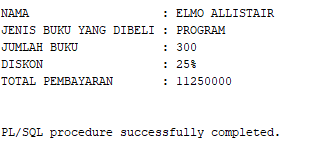 NAMA : ELMO ALLISTAIR
JENIS BUKU YANG DIBELI : PROGRAM
JUMLAH BUKU : 300
DISKON : 25%
TOTAL PEMBAYARAN : 11250000
PL/SQL procedure successfully completed.